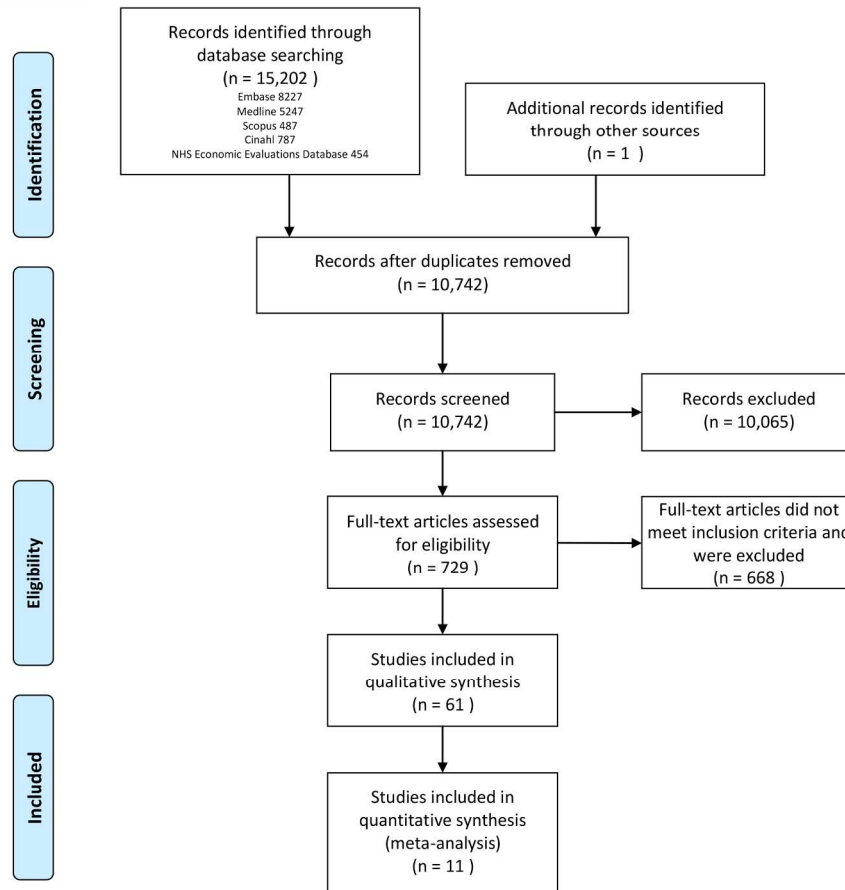 Records identified through
database searching
(n = 15,202 )
Embase 8227
Medline 5247
Scopus 487
Cinahl 787
NHS Economic Evaluations Database 454
Additional records identified
through other sources
(n = 1 )
Identification
Records after duplicates removed
(n = 10,742)
Screening
Records screened
(n = 10,742)
Records excluded
(n = 10,065)
Eligibility
Full-text articles assessed
for eligibility
(n = 729 )
Full-text articles did not
meet inclusion criteria and
were excluded
(n = 668 )
Studies included in
qualitative synthesis
(n = 61 )
Included
Studies included in
quantitative synthesis
(meta-analysis)
(n = 11 )